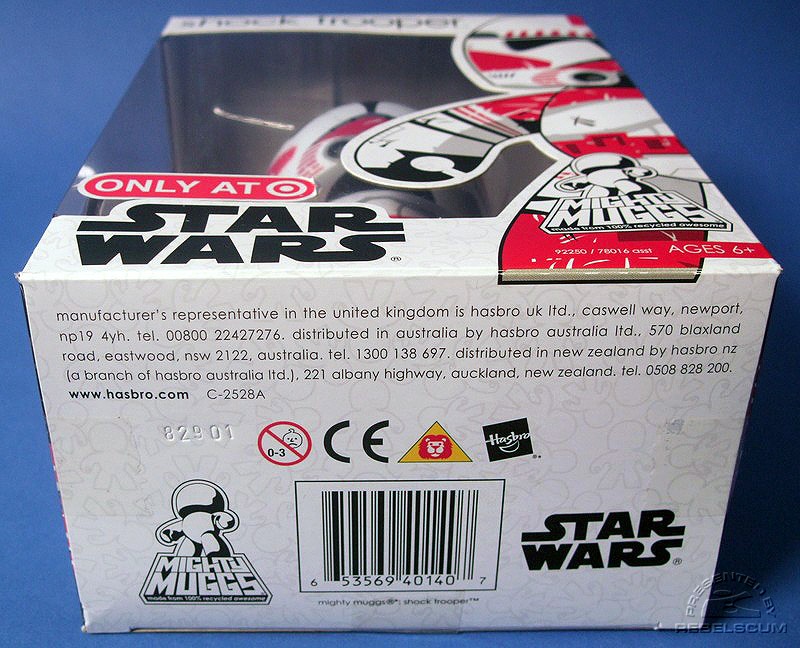 shock trooper
ONLY AT
STAR
WARS®
MIGHTY
MUGGS
made from 100% recycled awesome
92280 / 78016 asst
AGES 6+
manufacturer's representative in the united kingdom is hasbro uk ltd., caswell way, newport,
np19 4yh. tel. 00800 22427276. distributed in australia by hasbro australia ltd., 570 blaxland
road, eastwood, nsw 2122, australia. tel. 1300 138 697. distributed in new zealand by hasbro nz
(a branch of hasbro australia ltd.), 221 albany highway, auckland, new zealand. tel. 0508 828 200.
www.hasbro.com C-2528A
82901
0-3
CE
Hasbro
MIGHTY
MUGGS
made from 100% recycled awesome
6 53569 40140 7
mighty muggs®: shock trooper™
STAR
WARS®
PRESENTED BY
REBELSCUM